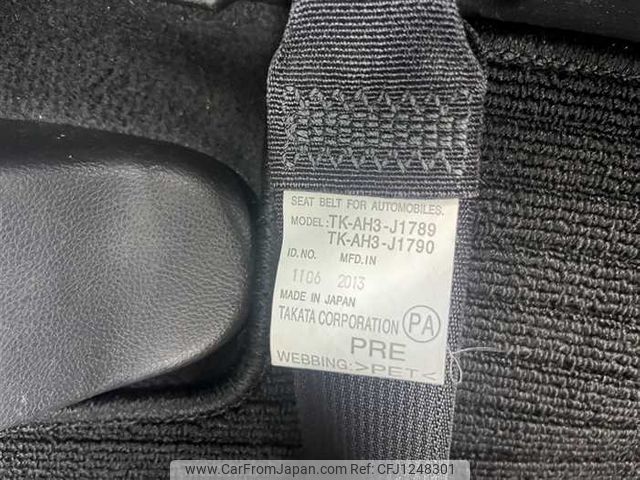 SEAT BELT FOR AUTOMOBILES.
MODEL:TK-AH3-J1789
TK-AH3-J1790
ID.NO. MFD.IN
1106 2013
MADE IN JAPAN
TAKATA CORPORATION PA
PRE
WEBBING:>PET<
www.CarFromJapan.com - CFJ1248301